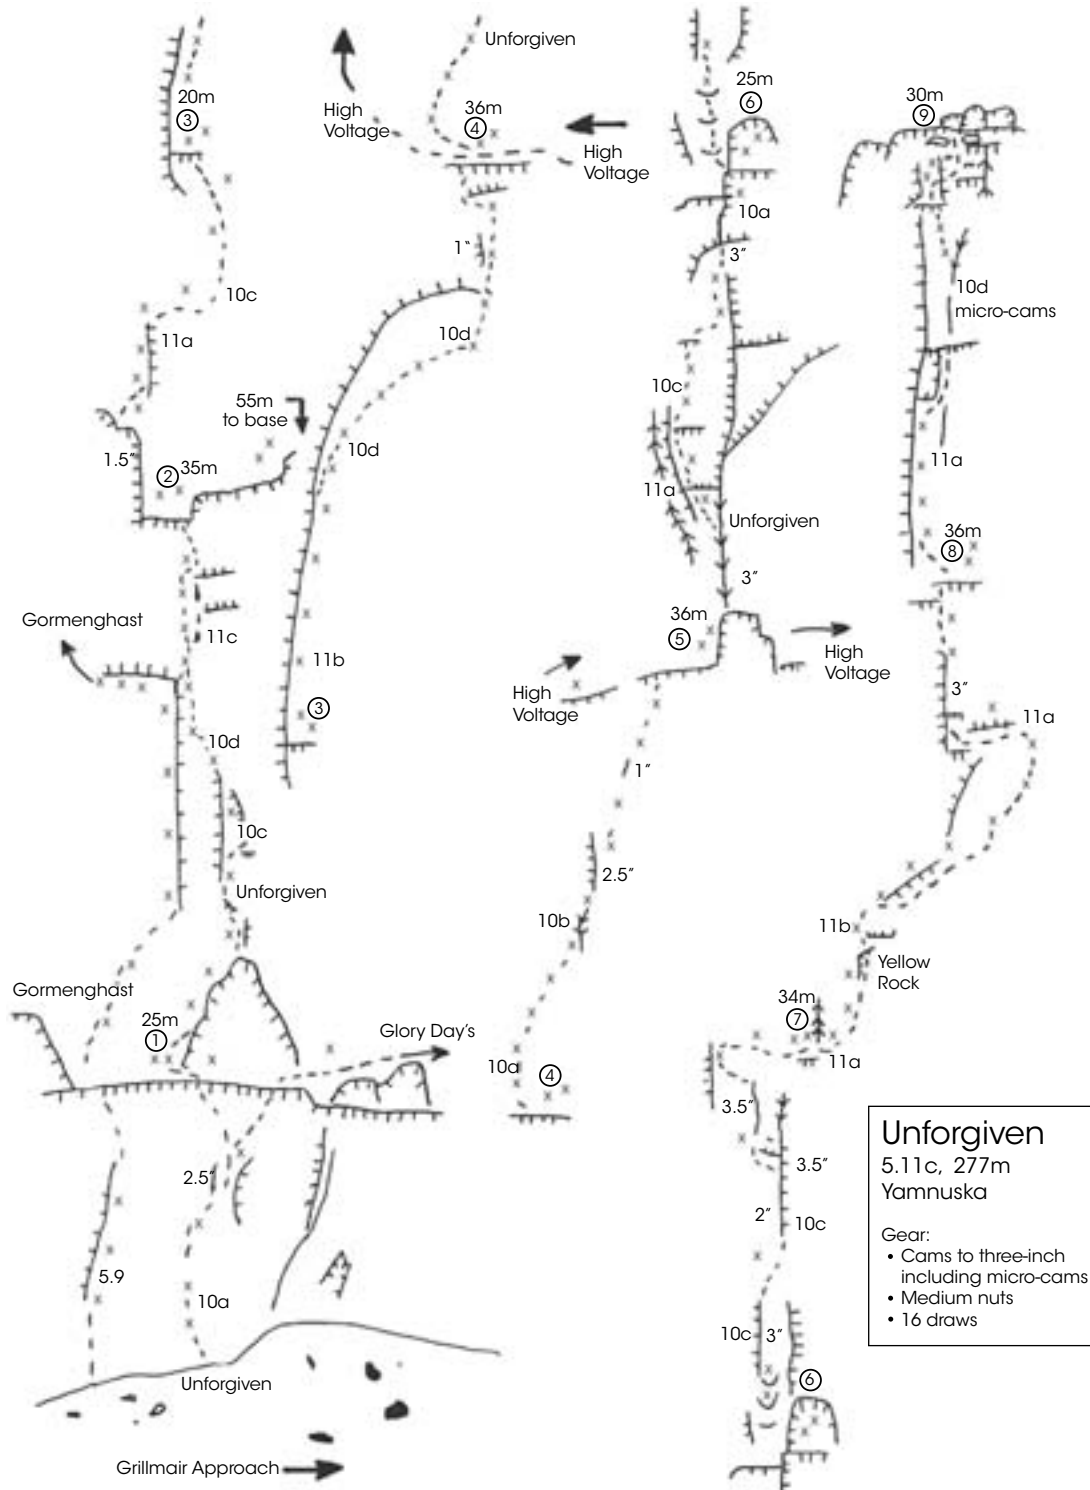 20m
3
10c
11a
1.5"
2
35m
55m
to base
11c
Gormenghast
10d
10c
Unforgiven
Gormenghast
25m
1
Glory Day's
2.5"
5.9
10a
Unforgiven
Grillmair Approach
High
Voltage
Unforgiven
36m
4
High
Voltage
1"
10d
10d
11b
3
25m
6
10a
3"
10c
11a
Unforgiven
3"
36m
5
High
Voltage
High
Voltage
1"
2.5"
10b
10a
4
30m
9
10d
micro-cams
11a
36m
8
3"
11a
11b
Yellow
Rock
34m
7
11a
3.5"
3.5"
2"
10c
10c
3"
6
Unforgiven
5.11c, 277m
Yamnuska
Gear:
• Cams to three-inch
including micro-cams
• Medium nuts
• 16 draws